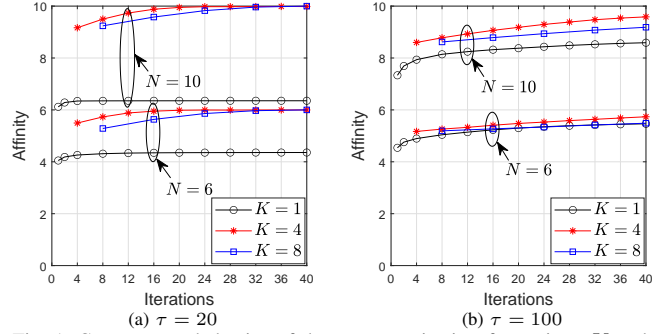 10
8
6
4
2
0
Affinity
N = 10
N = 6
K = 1
K = 4
K = 8
0 4 8 12 16 20 24 28 32 36 40
Iterations
(a) τ = 20
10
8
6
4
2
0
Affinity
N = 10
N = 6
K = 1
K = 4
K = 8
0 4 8 12 16 20 24 28 32 36 40
Iterations
(b) τ = 100